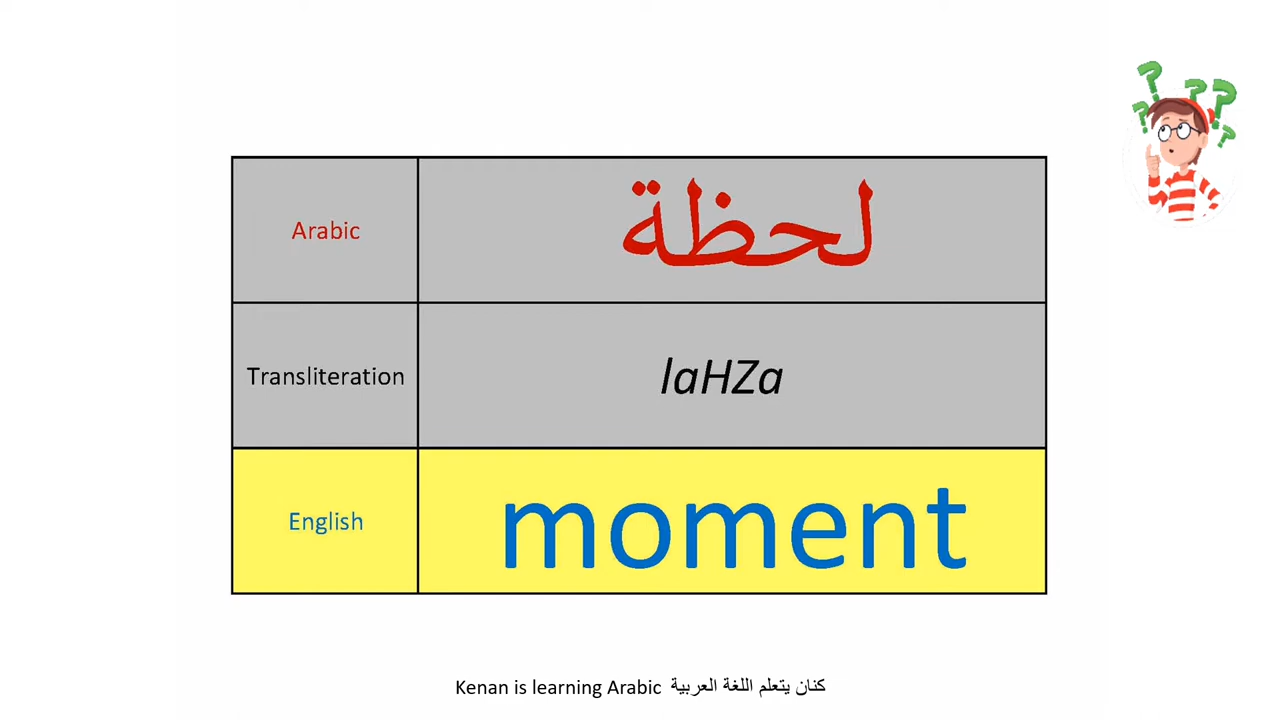 Arabic
لحظة
Transliteration
laHZa
English
moment
Kenan is learning Arabic كنان يتعلم اللغة العربية